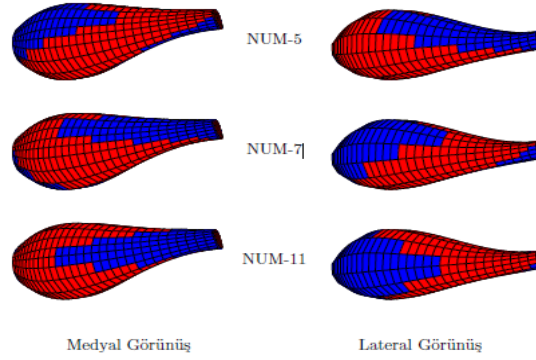 NUM-5
NUM-7
NUM-11
Medyal Görünüş
Lateral Görünüş